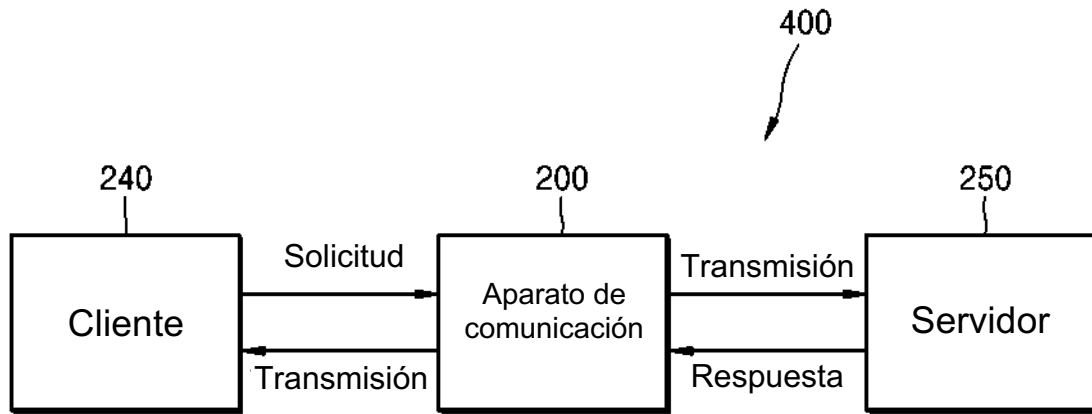 400
240
200
250
Solicitud
Transmisión
Cliente
Aparato de
comunicación
Servidor
Transmisión
Respuesta